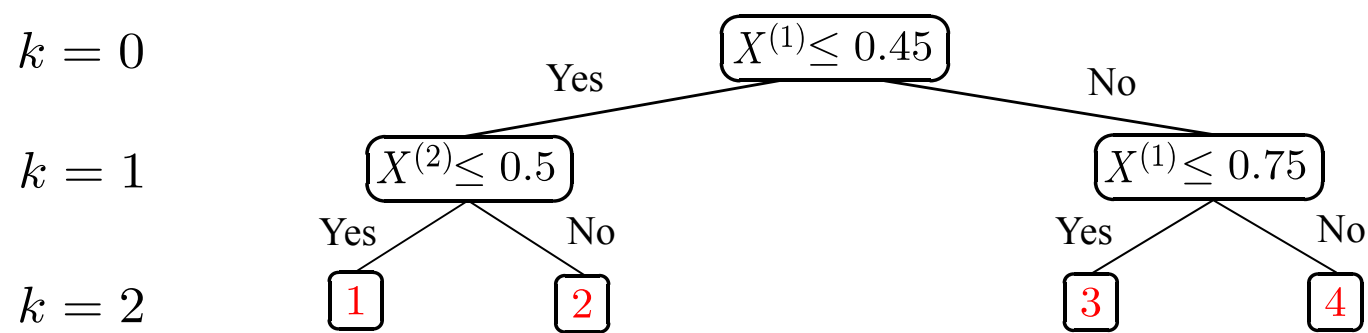 k = 0
X^{(1)} ≤ 0.45
Yes
No
k = 1
X^{(2)} ≤ 0.5
X^{(1)} ≤ 0.75
Yes
No
Yes
No
k = 2
1
2
3
4